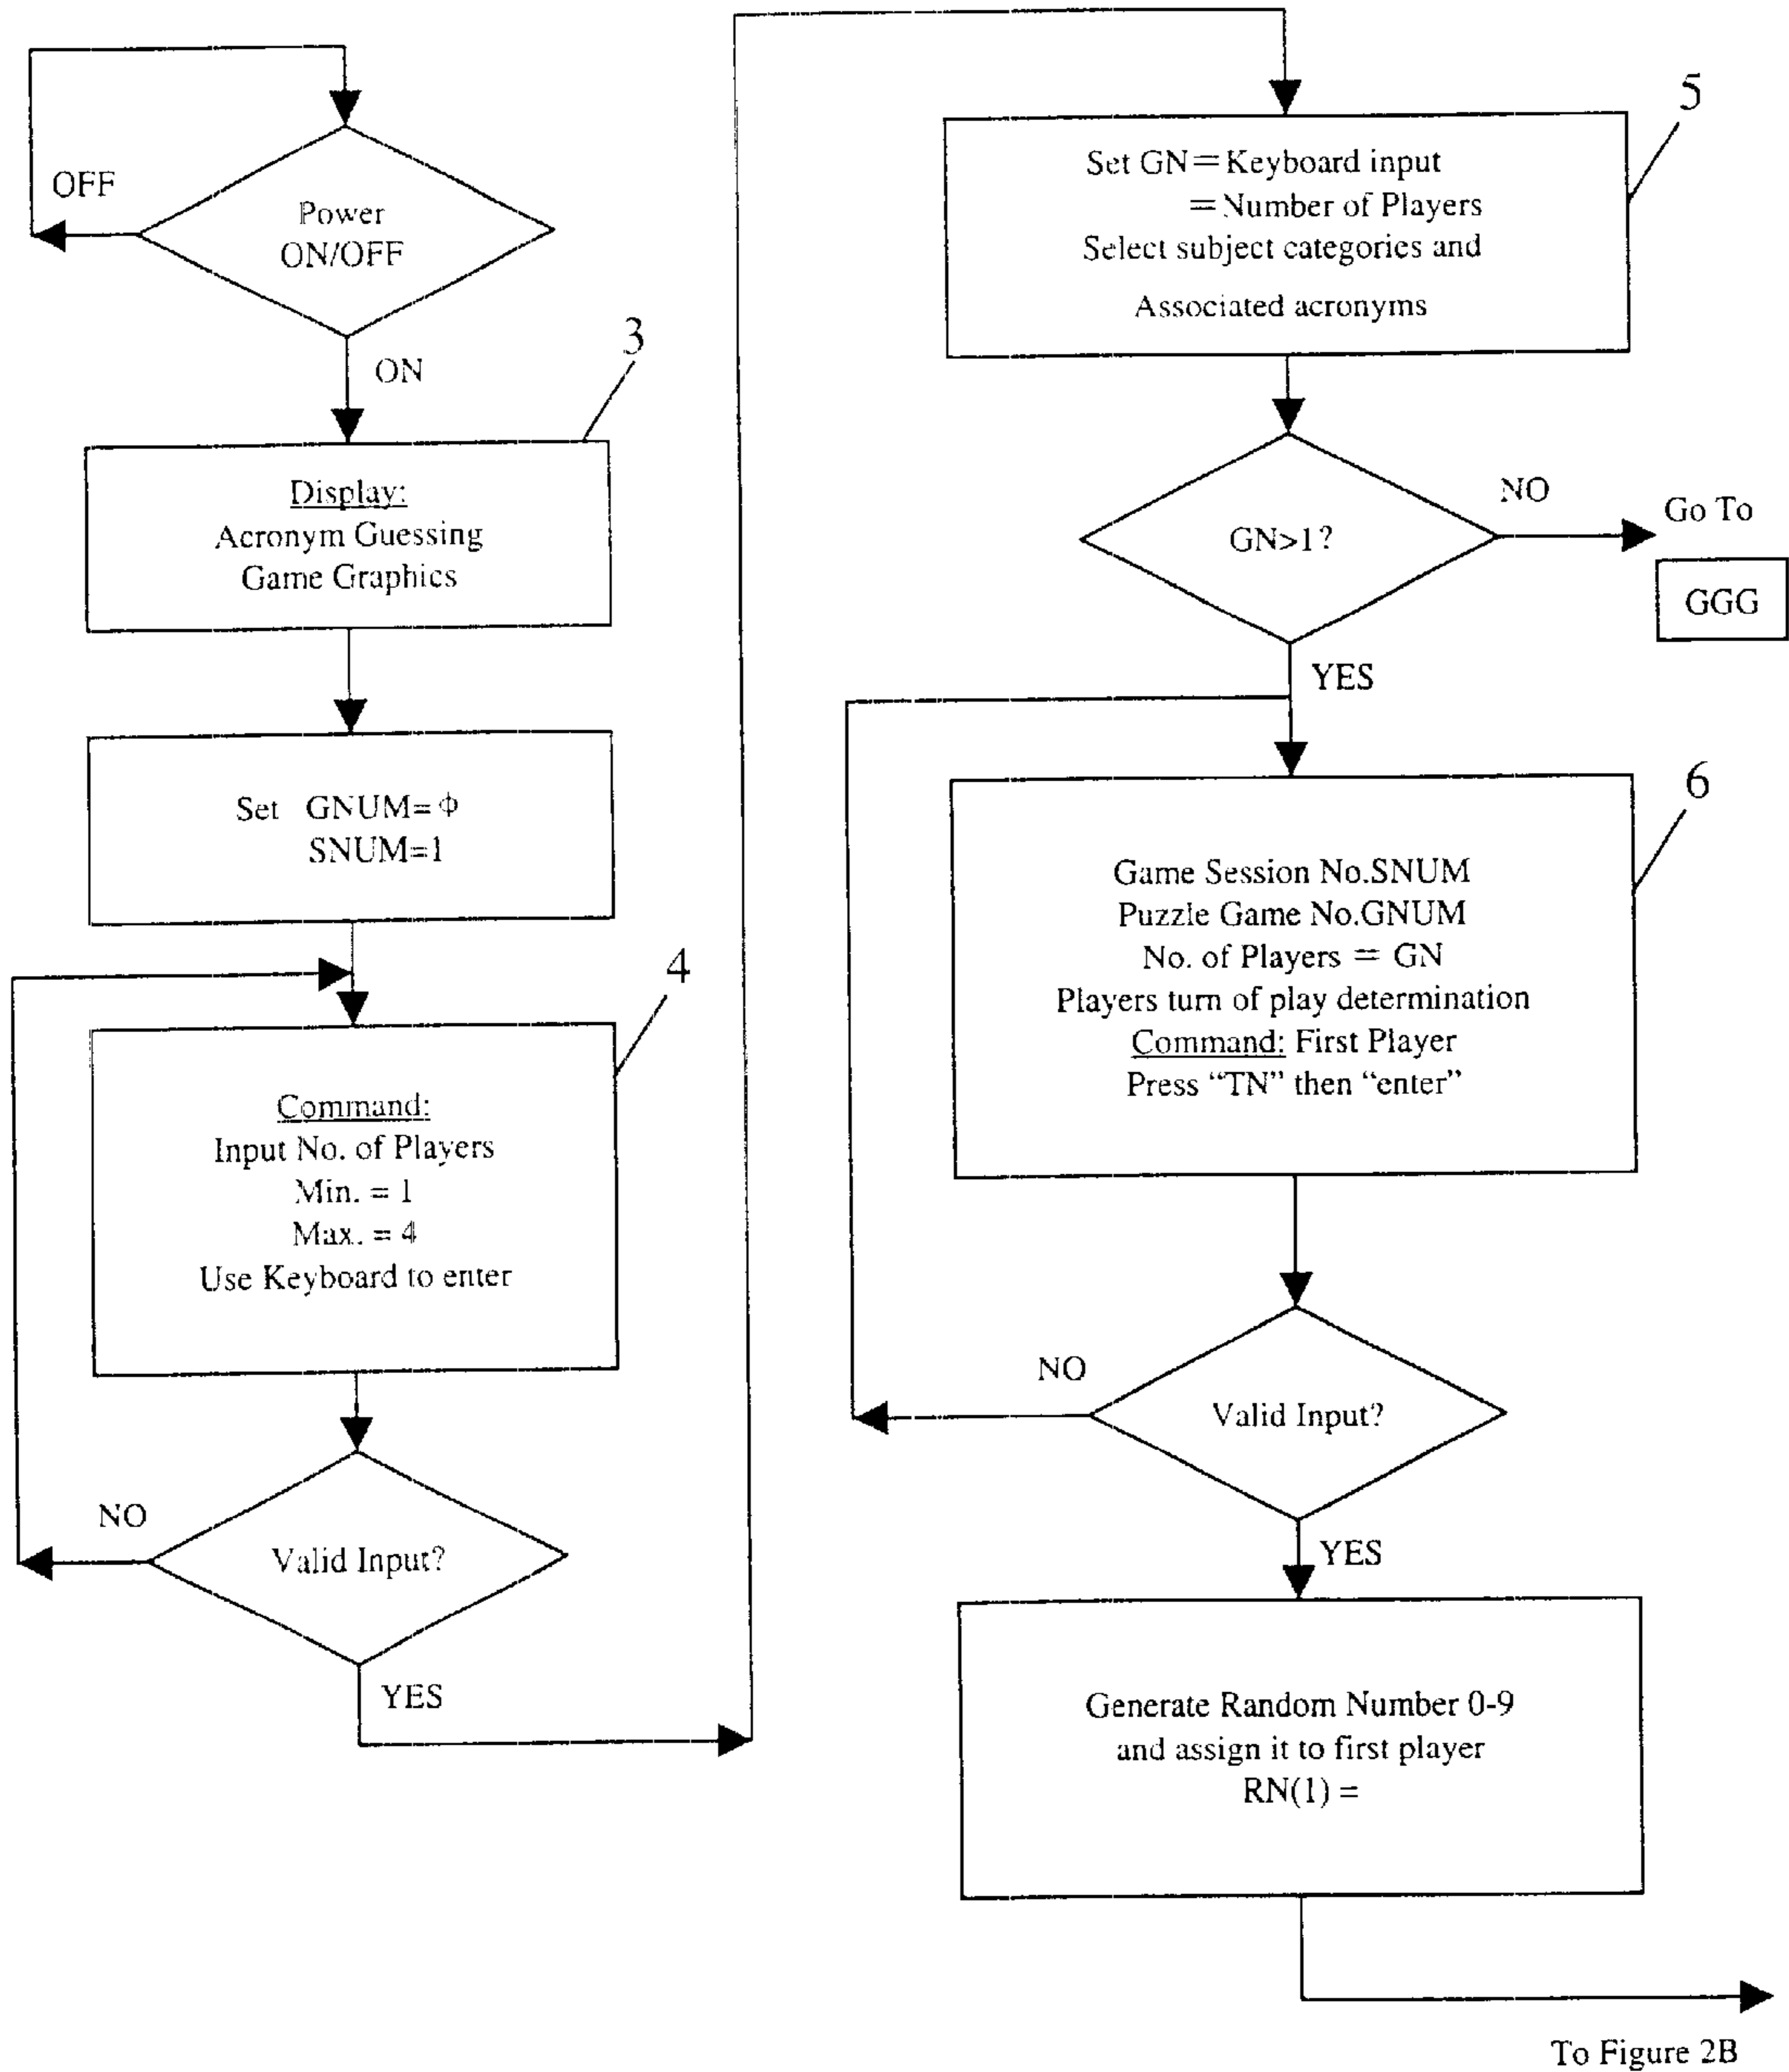 OFF
Power
ON/OFF
ON
3
Display:
Acronym Guessing
Game Graphics
Set GNUM=ϕ
SNUM=1
4
Command:
Input No. of Players
Min. = 1
Max. = 4
Use Keyboard to enter
NO
Valid Input?
YES
5
Set GN=Keyboard input
=Number of Players
Select subject categories and
Associated acronyms
GN>1?
NO
Go To
GGG
YES
6
Game Session No.SNUM
Puzzle Game No.GNUM
No. of Players = GN
Players turn of play determination
Command: First Player
Press “TN” then “enter”
NO
Valid Input?
YES
Generate Random Number 0-9
and assign it to first player
RN(1) =
To Figure 2B